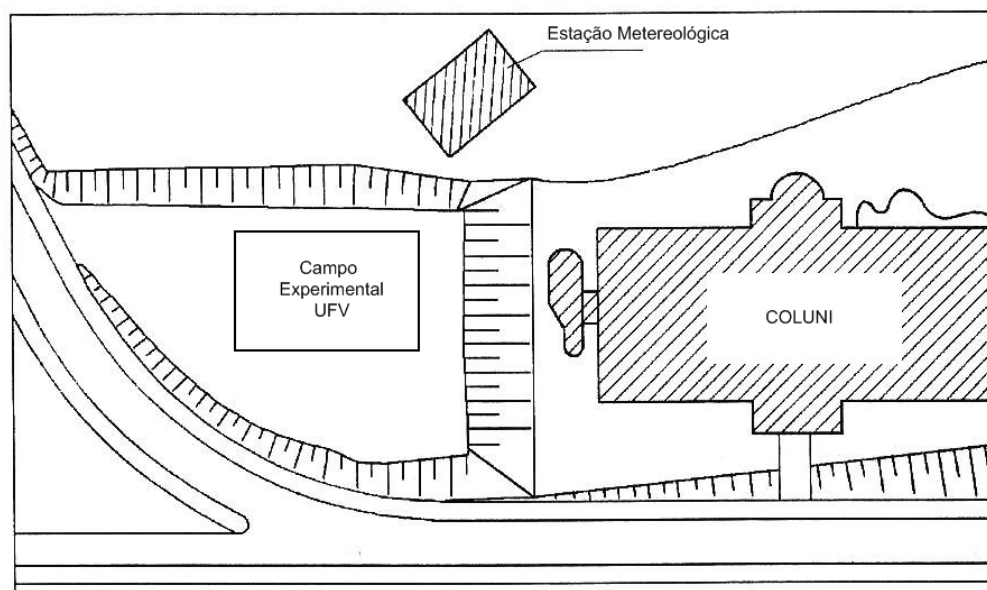 Estação Metereológica
Campo
Experimental
UFV
COLUNI